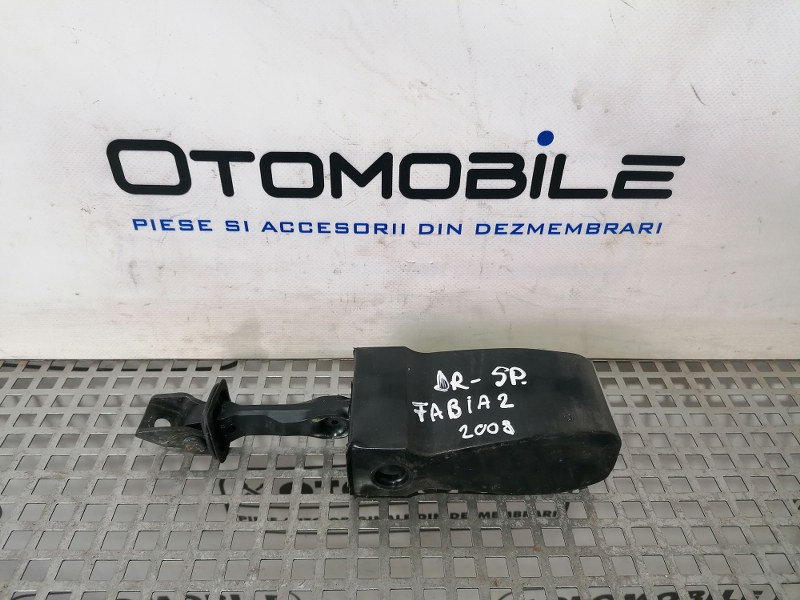 OTOMOBILE
PIESE SI ACCESORII DIN DEZMEMBRARI
DR- SP.
FABIA 2
2008